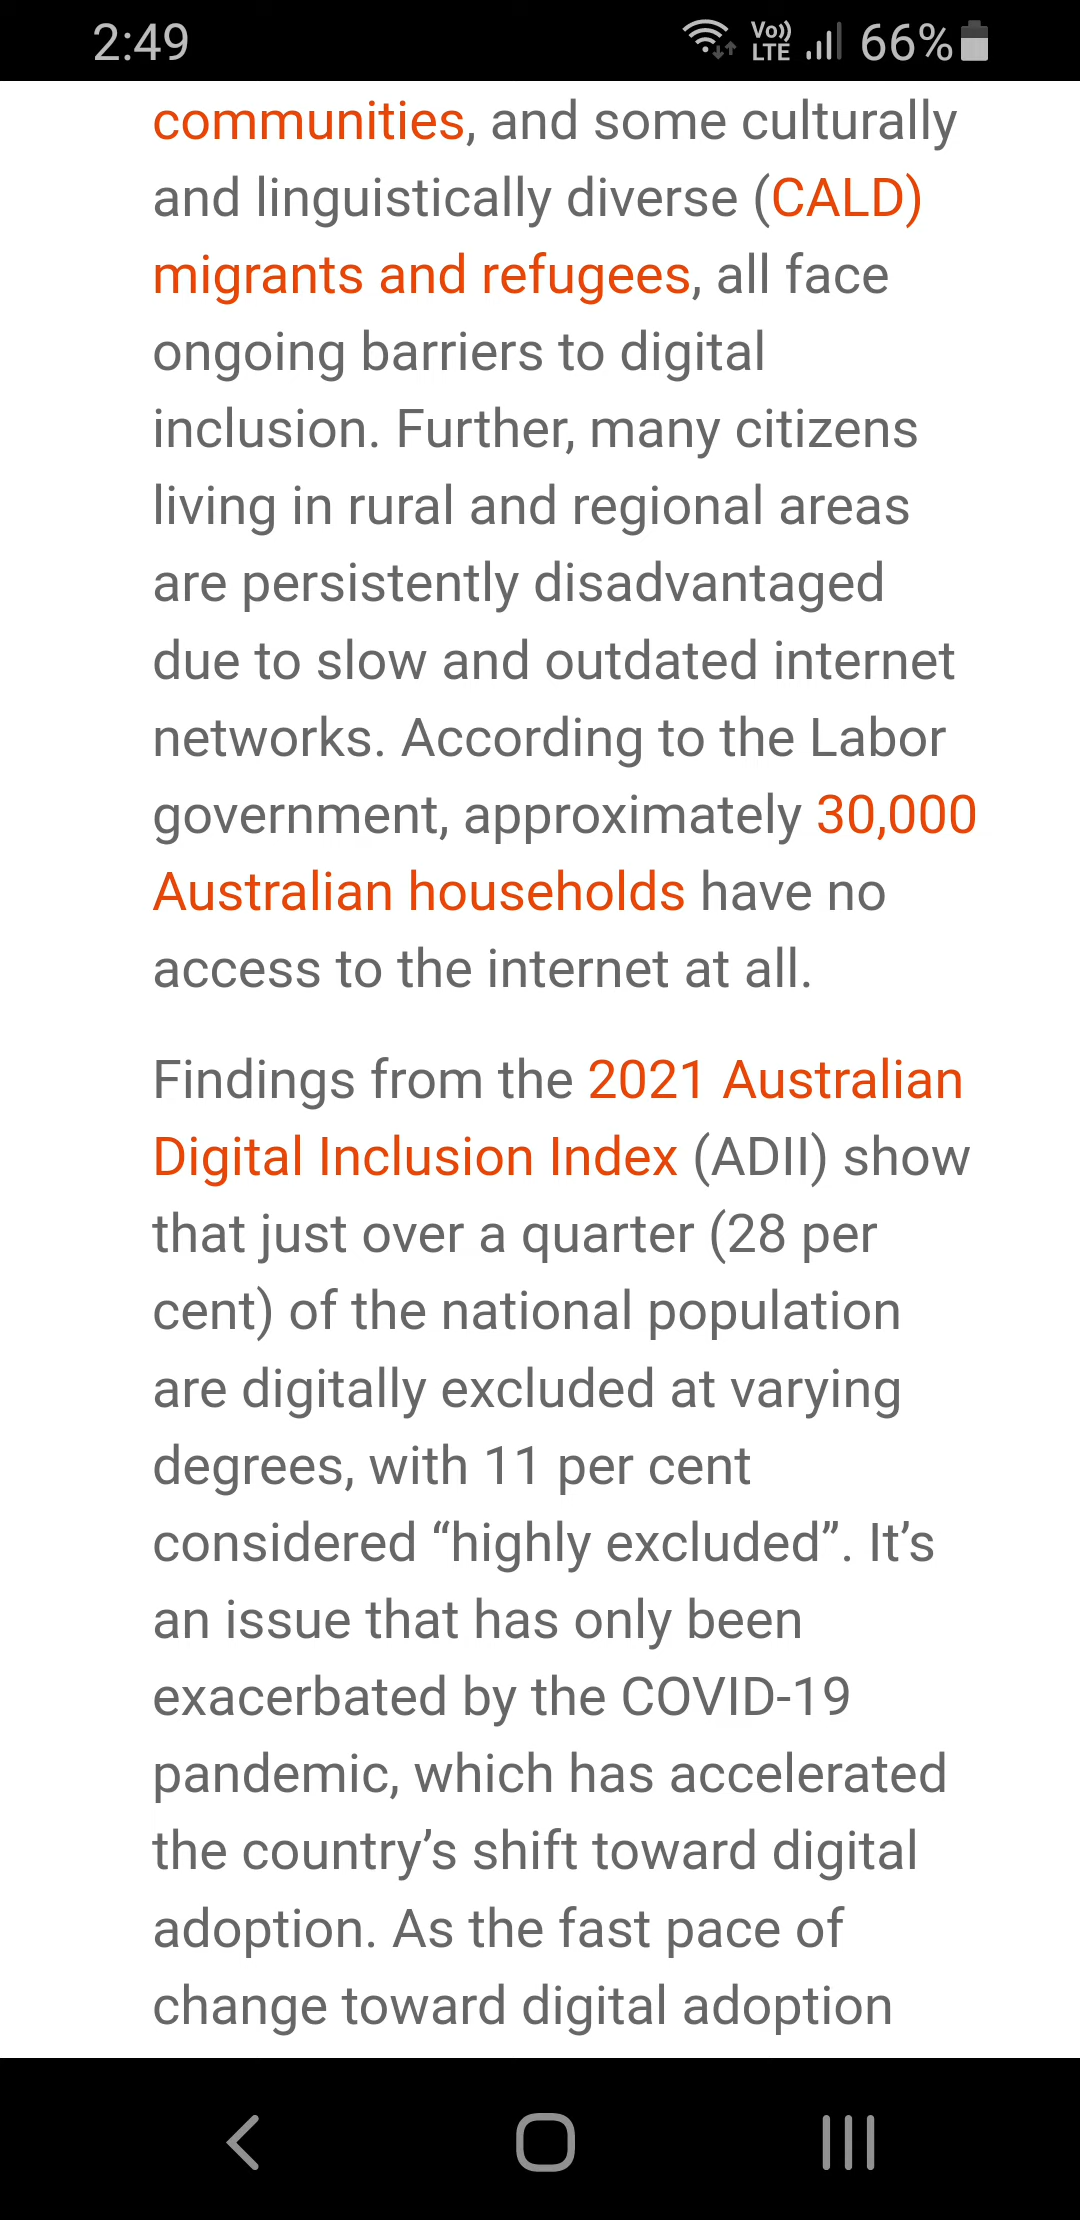 2:49
Vo)) LTE 66%
communities, and some culturally
and linguistically diverse (CALD)
migrants and refugees, all face
ongoing barriers to digital
inclusion. Further, many citizens
living in rural and regional areas
are persistently disadvantaged
due to slow and outdated internet
networks. According to the Labor
government, approximately 30,000
Australian households have no
access to the internet at all.
Findings from the 2021 Australian
Digital Inclusion Index (ADII) show
that just over a quarter (28 per
cent) of the national population
are digitally excluded at varying
degrees, with 11 per cent
considered “highly excluded”. It’s
an issue that has only been
exacerbated by the COVID-19
pandemic, which has accelerated
the country’s shift toward digital
adoption. As the fast pace of
change toward digital adoption